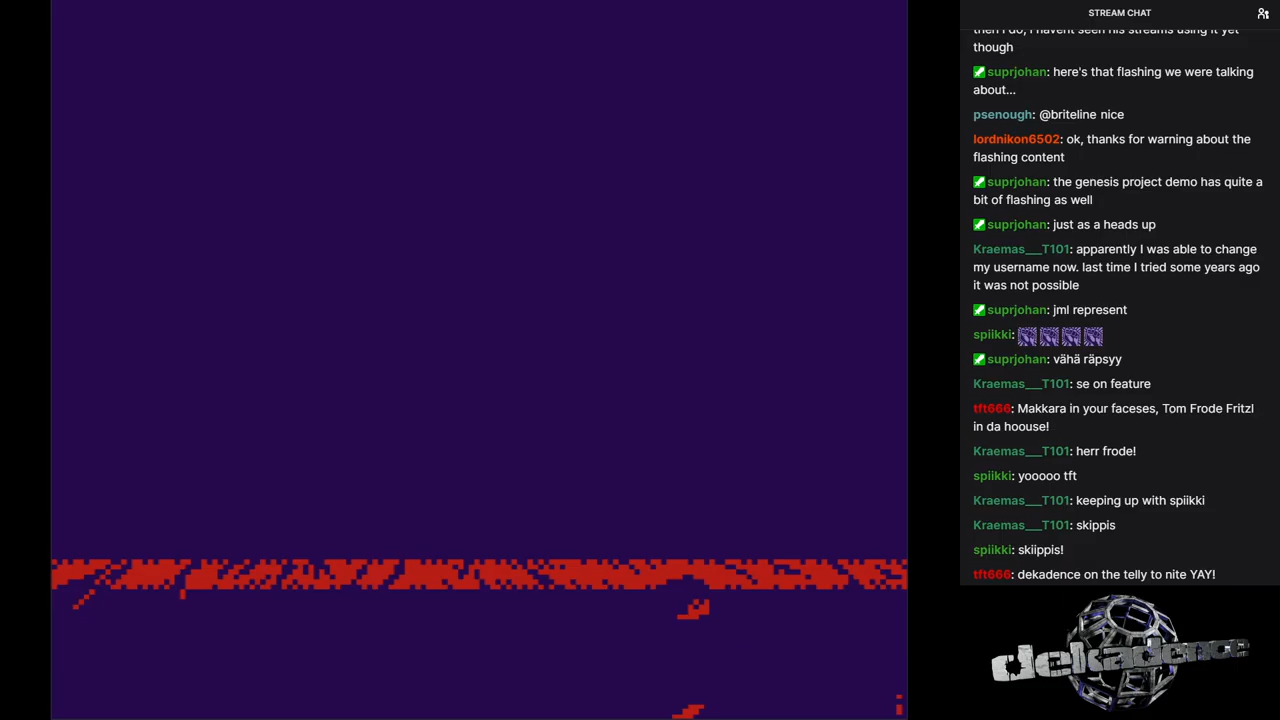 STREAM CHAT
then I do, I havent seen his streams using it yet
though
suprjohan: here's that flashing we were talking
about...
psenough: @briteline nice
lordnikon6502: ok, thanks for warning about the
flashing content
suprjohan: the genesis project demo has quite a
bit of flashing as well
suprjohan: just as a heads up
Kraemas___T101: apparently I was able to change
my username now. last time I tried some years ago
it was not possible
suprjohan: jml represent
spiikki:
suprjohan: vähä räpsyy
Kraemas___T101: se on feature
tft666: Makkara in your faceses, Tom Frode Fritzl
in da hoouse!
Kraemas___T101: herr frode!
spiikki: yooooo tft
Kraemas___T101: keeping up with spiikki
Kraemas___T101: skippis
spiikki: skiippis!
tft666: dekadence on the telly to nite YAY!
dekadence